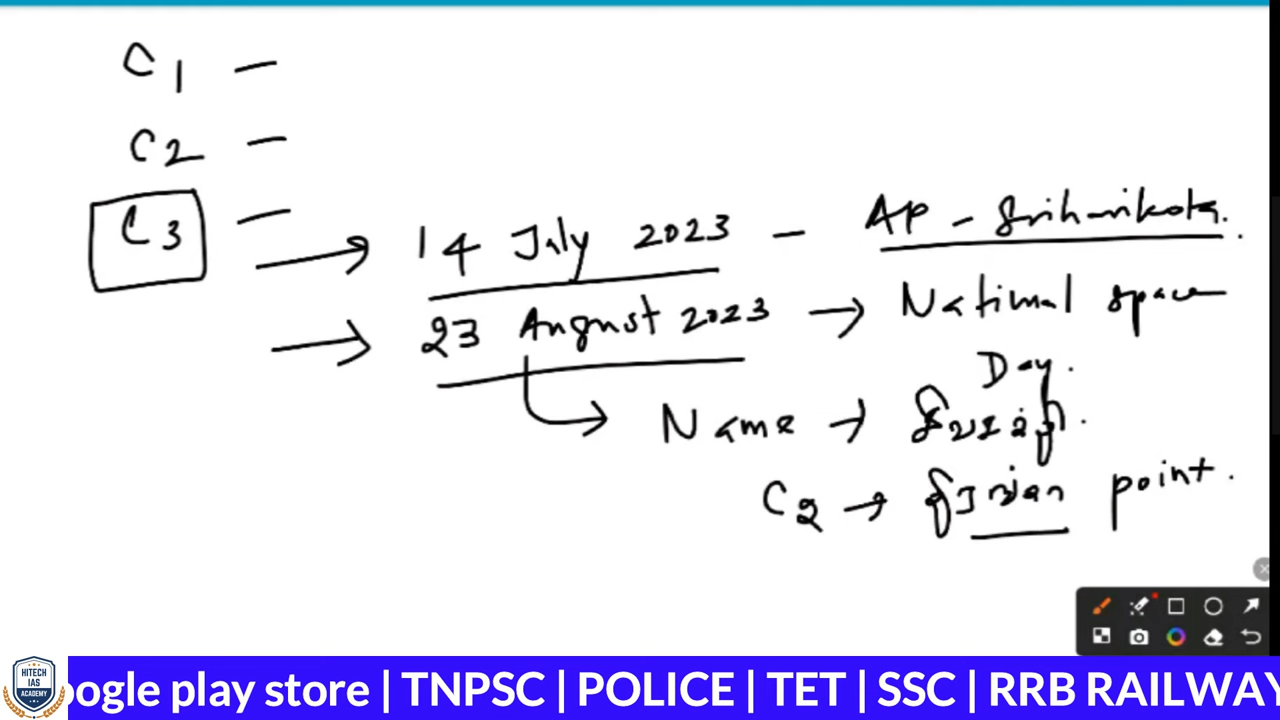 C1 -
C2 -
C3 -
→ 14 July 2023 - AP - Sriharikota.
→ 23 August 2023 → National space
Day.
Name → சிவசக்தி.
C2 → point.
HITECH
IAS
ACADEMY
oogle play store | TNPSC | POLICE | TET | SSC | RRB RAILWAY